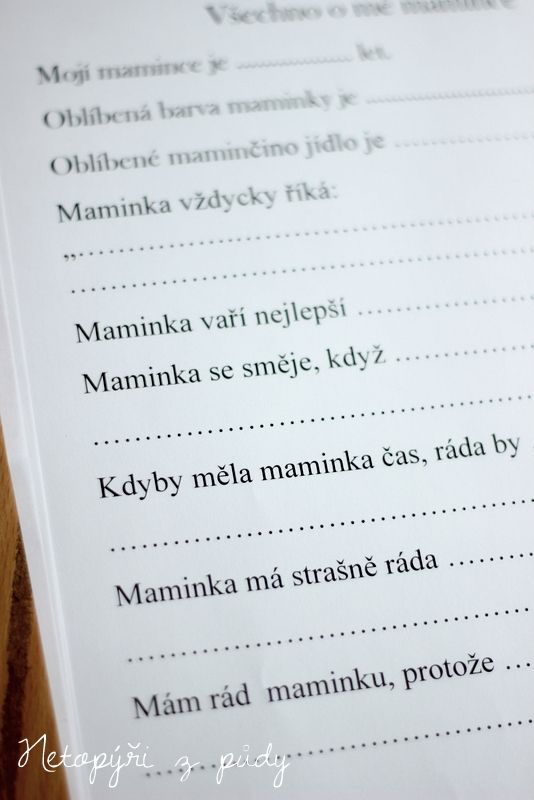 Všechno o mé mamince
Mojí mamince je .................. let.
Oblíbená barva maminky je ..........................
Oblíbené maminčino jídlo je ....................
Maminka vždycky říká:
„..........................................................
..........................................................
Maminka vaří nejlepší ..........................
Maminka se směje, když ....................
..........................................................
Kdyby měla maminka čas, ráda by .
..........................................................
Maminka má strašně ráda ............
..........................................................
Mám rád  maminku, protože ....
..........................................................
Netopýři z půdy